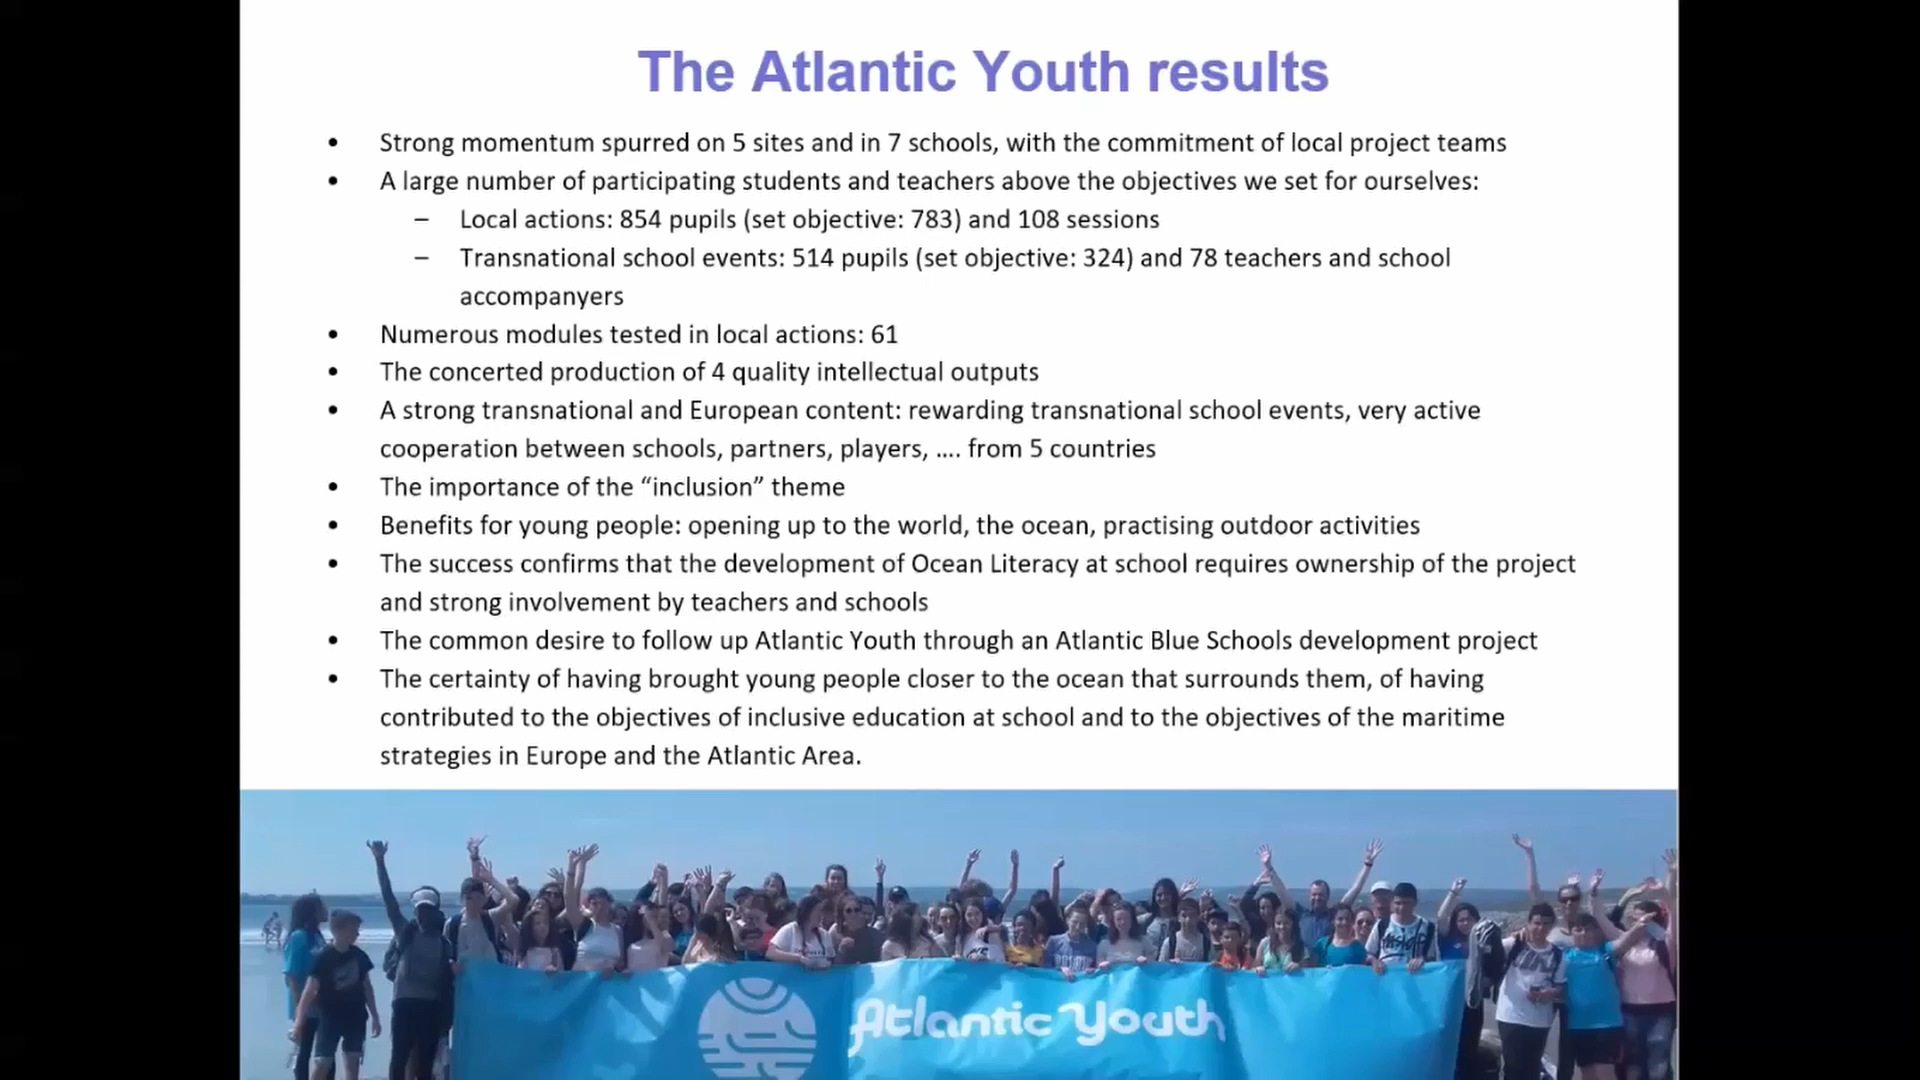 The Atlantic Youth results
• Strong momentum spurred on 5 sites and in 7 schools, with the commitment of local project teams
• A large number of participating students and teachers above the objectives we set for ourselves:
– Local actions: 854 pupils (set objective: 783) and 108 sessions
– Transnational school events: 514 pupils (set objective: 324) and 78 teachers and school
accompanyers
• Numerous modules tested in local actions: 61
• The concerted production of 4 quality intellectual outputs
• A strong transnational and European content: rewarding transnational school events, very active
cooperation between schools, partners, players, .... from 5 countries
• The importance of the “inclusion” theme
• Benefits for young people: opening up to the world, the ocean, practising outdoor activities
• The success confirms that the development of Ocean Literacy at school requires ownership of the project
and strong involvement by teachers and schools
• The common desire to follow up Atlantic Youth through an Atlantic Blue Schools development project
• The certainty of having brought young people closer to the ocean that surrounds them, of having
contributed to the objectives of inclusive education at school and to the objectives of the maritime
strategies in Europe and the Atlantic Area.
Atlantic Youth